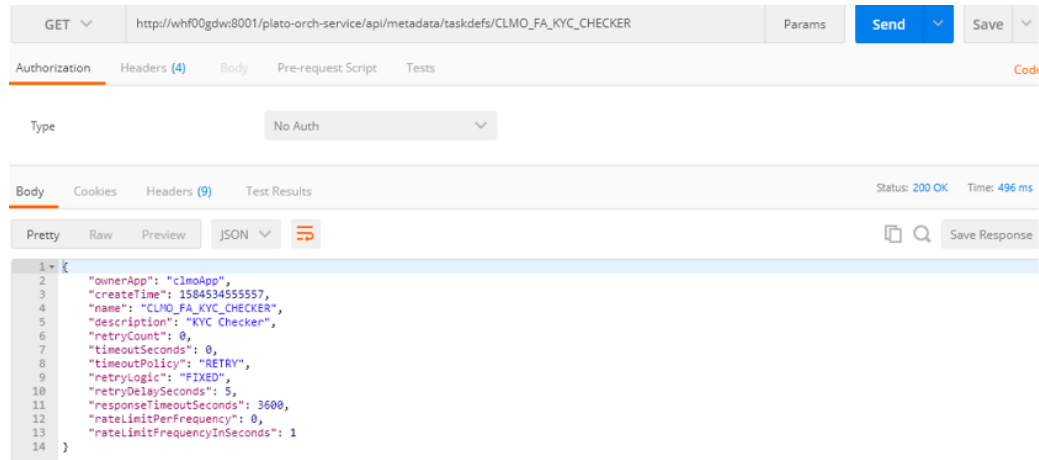 GET http://whf00gdw:8001/plato-orch-service/api/metadata/taskdefs/CLMO_FA_KYC_CHECKER Params Send Save
Authorization Headers (4) Body Pre-request Script Tests Code
Type No Auth
Body Cookies Headers (9) Test Results Status: 200 OK Time: 496 ms
Pretty Raw Preview JSON Save Response
1 {
2 "ownerApp": "clmoApp",
3 "createTime": 1584534555557,
4 "name": "CLMO_FA_KYC_CHECKER",
5 "description": "KYC Checker",
6 "retryCount": 0,
7 "timeoutSeconds": 0,
8 "timeoutPolicy": "RETRY",
9 "retryLogic": "FIXED",
10 "retryDelaySeconds": 5,
11 "responseTimeoutSeconds": 3600,
12 "rateLimitPerFrequency": 0,
13 "rateLimitFrequencyInSeconds": 1
14 }